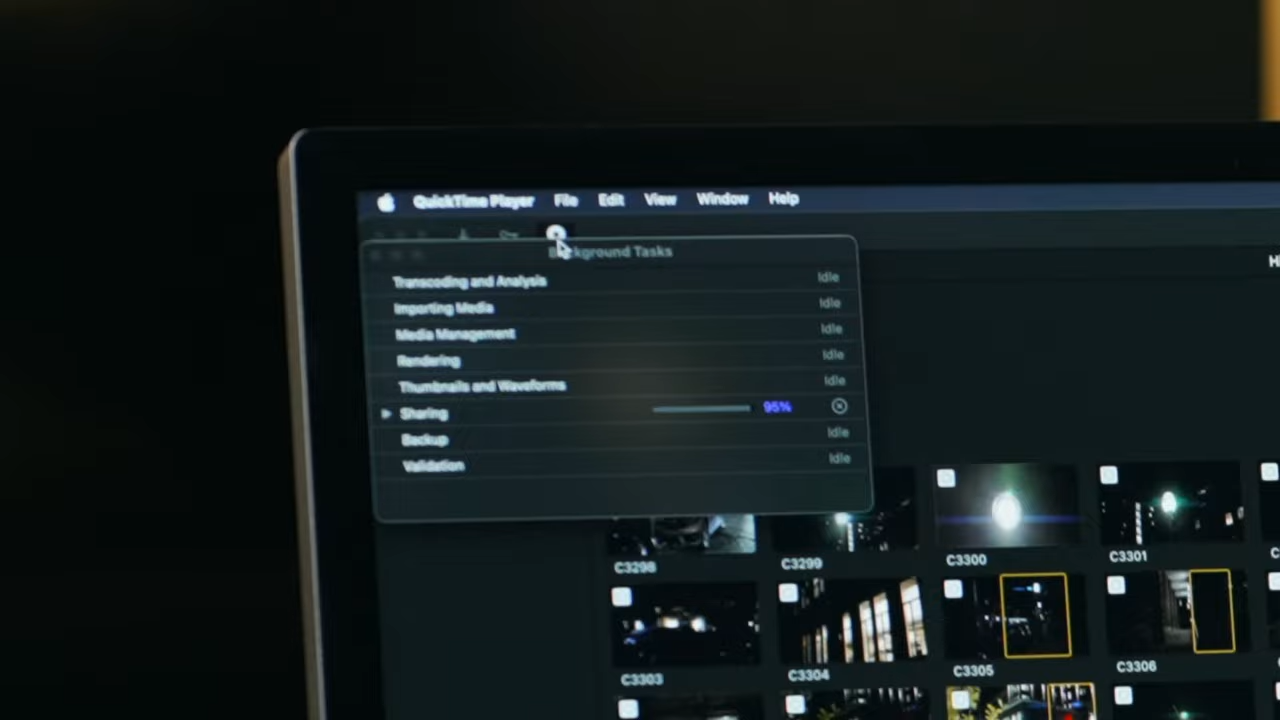 QuickTime Player File Edit View Window Help
Background Tasks
Transcoding and Analysis Idle
Importing Media Idle
Media Management Idle
Rendering Idle
Thumbnails and Waveforms Idle
Sharing 95%
Backup Idle
Validation Idle
C3298 C3299 C3300 C3301
C3303 C3304 C3305 C3306